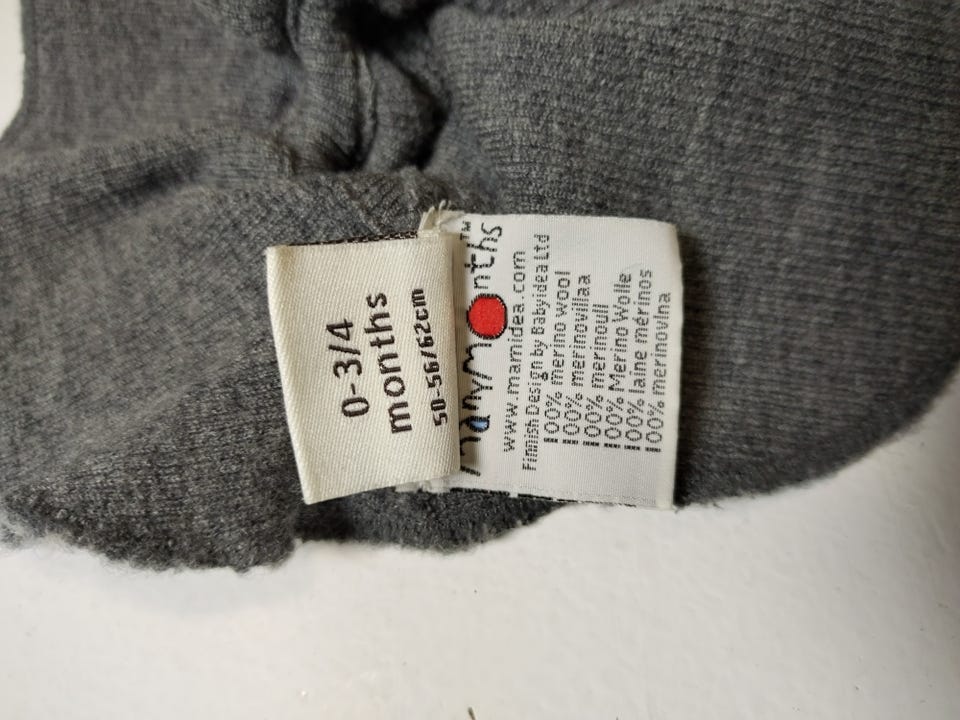 0-3/4
months
50-56/62cm
manymonths™
www.mamidea.com
Finnish Design by Babyidea Ltd
100% merino wool
100% merinovillaa
100% merinoull
100% Merino Wolle
100% laine mérinos
100% merinovlna